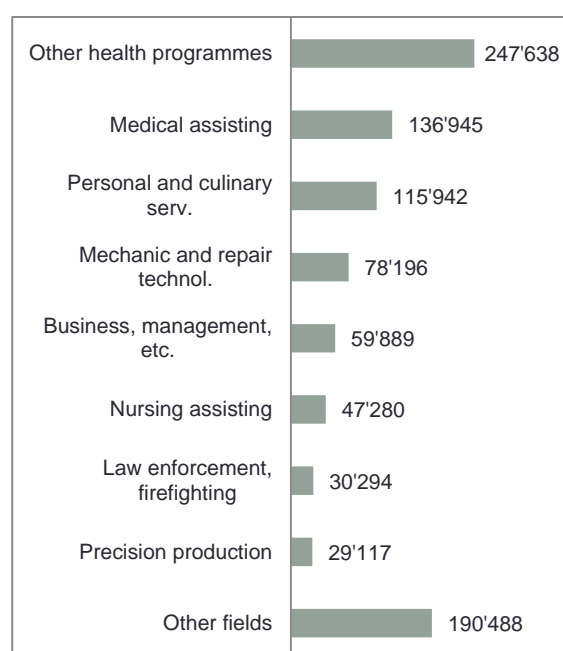 Other health programmes
247'638
Medical assisting
136'945
Personal and culinary
serv.
115'942
Mechanic and repair
technol.
78'196
Business, management,
etc.
59'889
Nursing assisting
47'280
Law enforcement,
firefighting
30'294
Precision production
29'117
Other fields
190'488